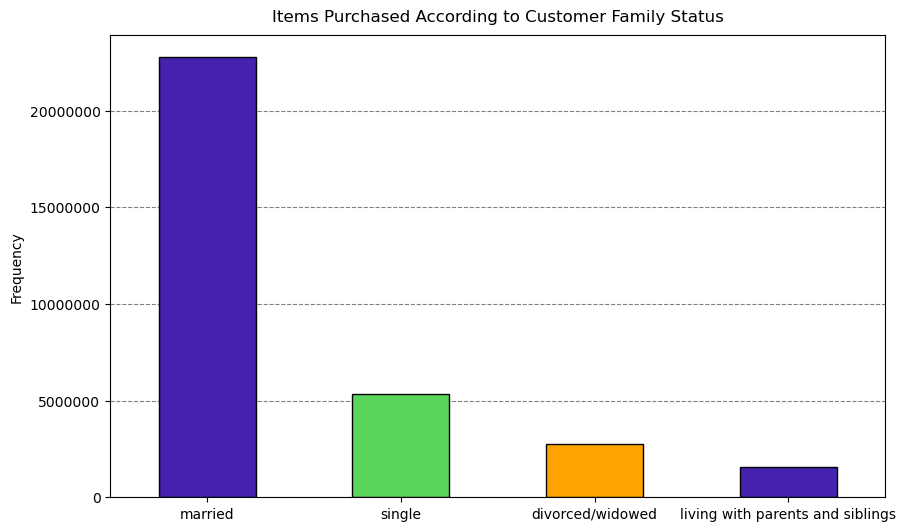 Items Purchased According to Customer Family Status
Frequency
20000000
15000000
10000000
5000000
0
married
single
divorced/widowed
living with parents and siblings